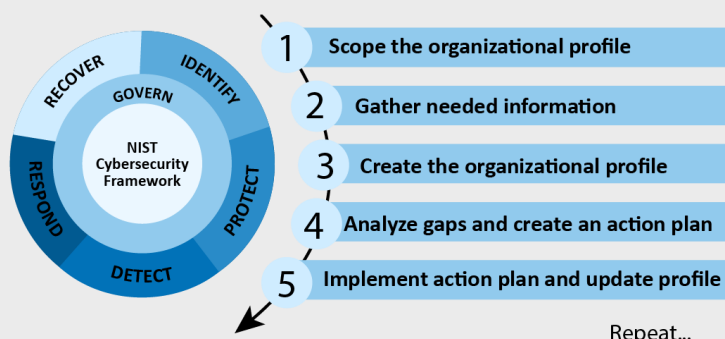 RECOVER
IDENTIFY
GOVERN
NIST
Cybersecurity
Framework
RESPOND
PROTECT
DETECT
1 Scope the organizational profile
2 Gather needed information
3 Create the organizational profile
4 Analyze gaps and create an action plan
5 Implement action plan and update profile
Repeat...